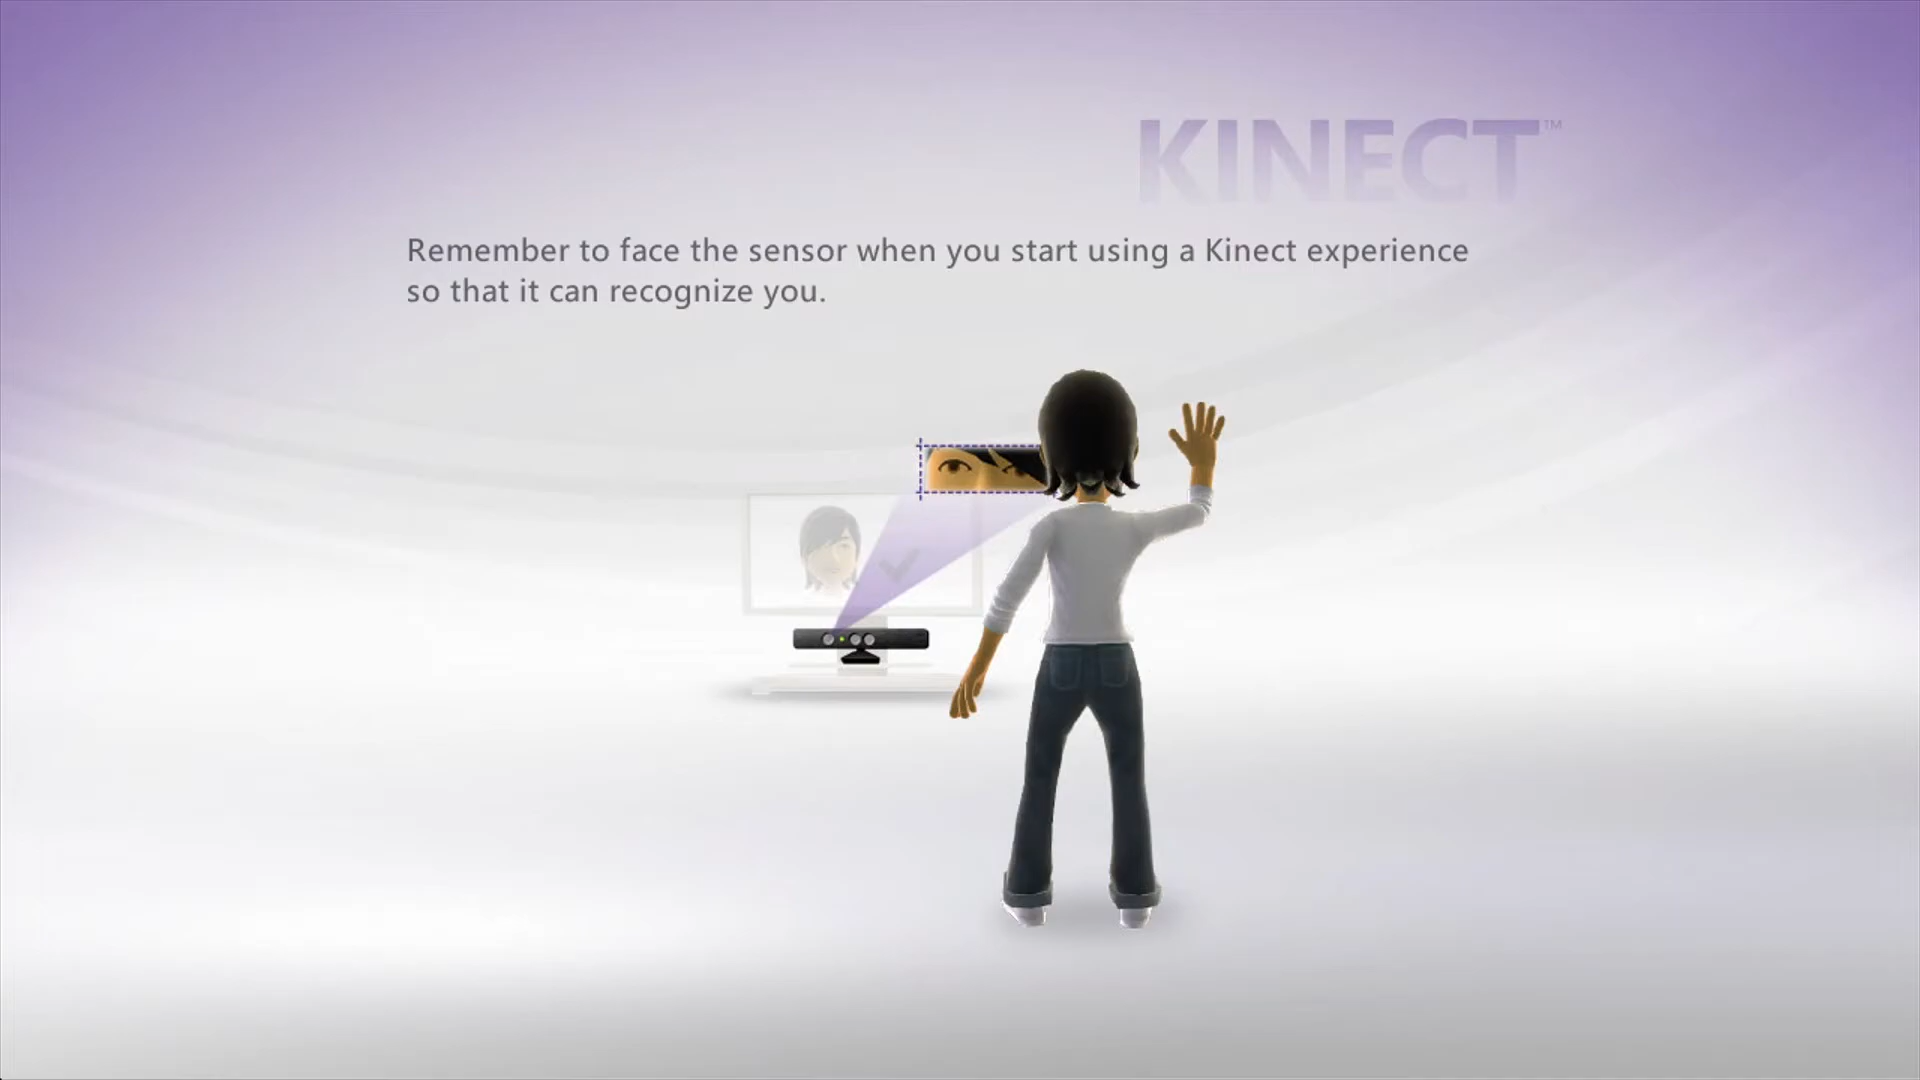 KINECT™
Remember to face the sensor when you start using a Kinect experience
so that it can recognize you.